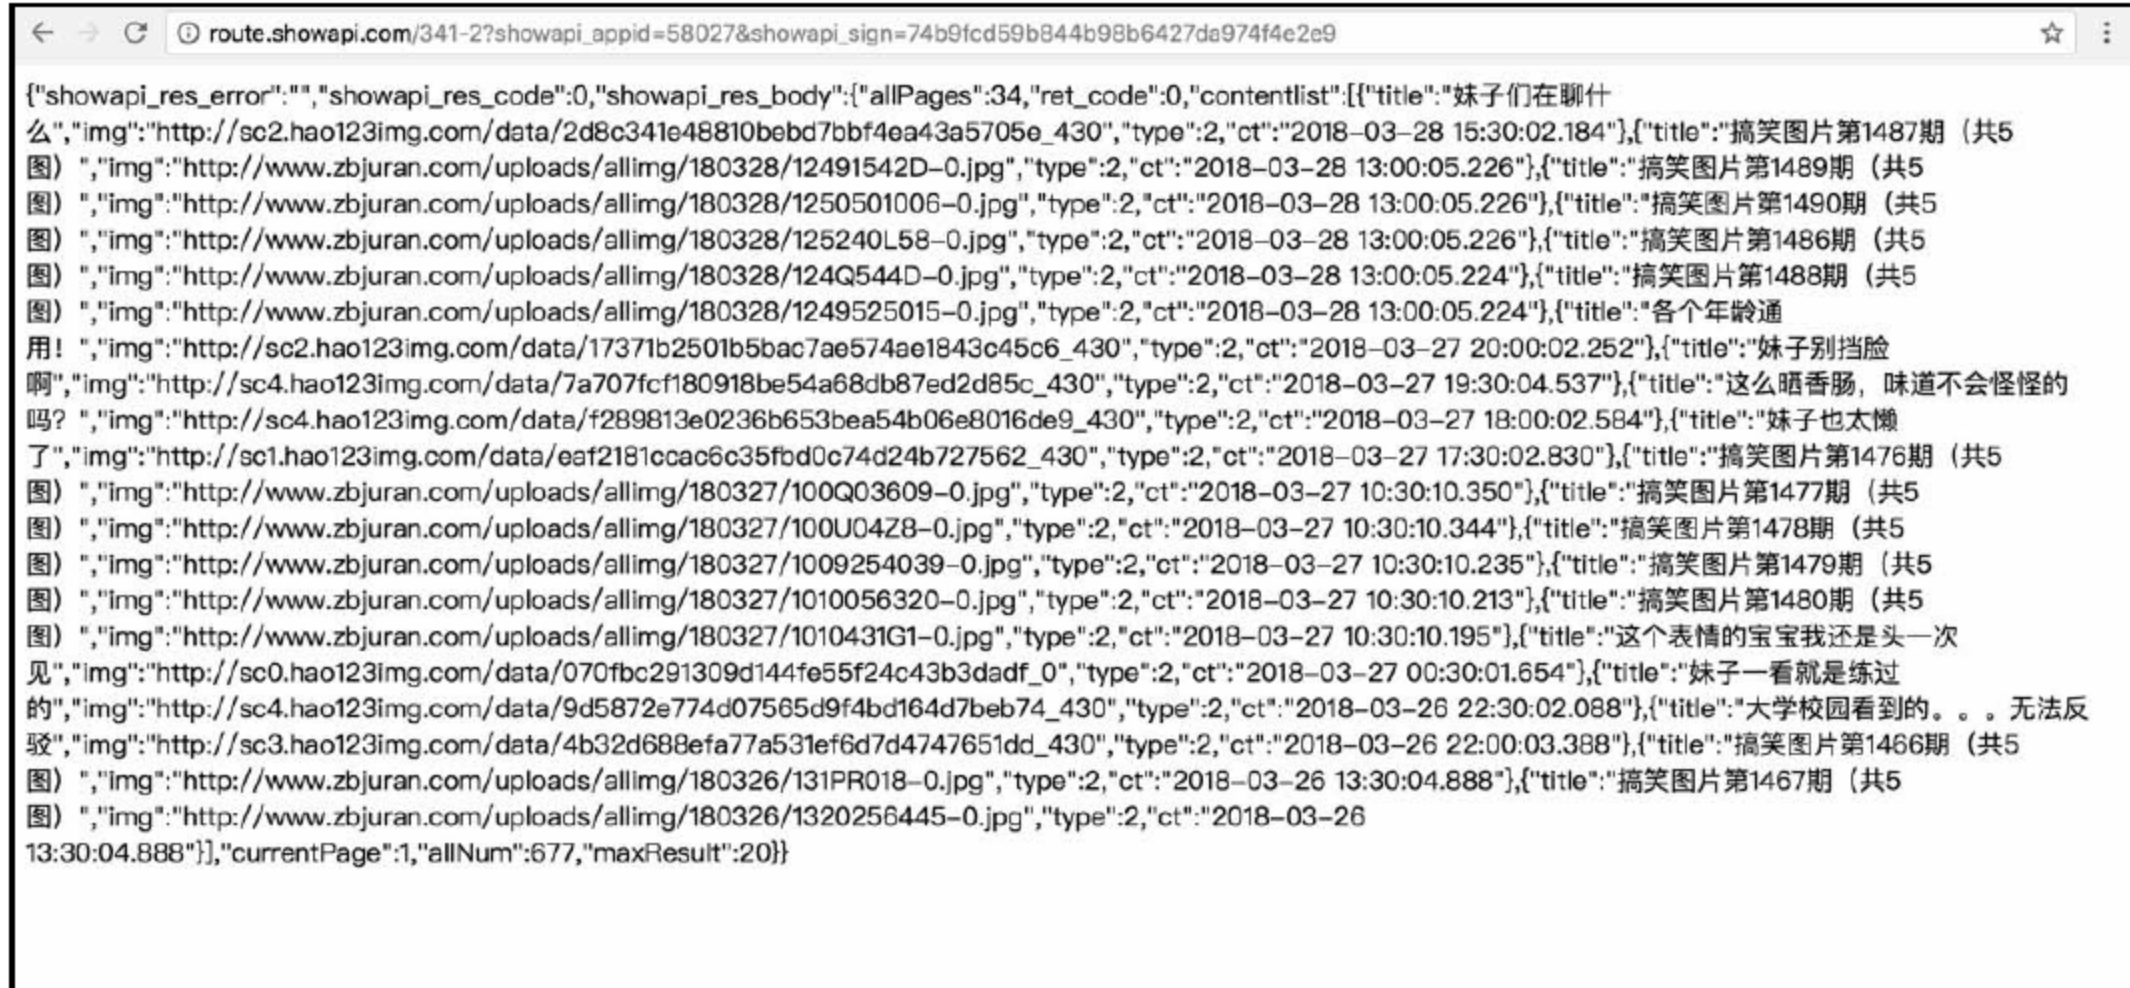 route.showapi.com/341-2?showapi_appid=58027&showapi_sign=74b9fcd59b844b98b6427da974f4e2e9
{"showapi_res_error":"","showapi_res_code":0,"showapi_res_body":{"allPages":34,"ret_code":0,"contentlist":[{"title":"妹子们在聊什
么","img":"http://sc2.hao123img.com/data/2d8c341e48810bebd7bbf4ea43a5705e_430","type":2,"ct":"2018-03-28 15:30:02.184"},{"title":"搞笑图片第1487期（共5
图）","img":"http://www.zbjuran.com/uploads/allimg/180328/12491542D-0.jpg","type":2,"ct":"2018-03-28 13:00:05.226"},{"title":"搞笑图片第1489期（共5
图）","img":"http://www.zbjuran.com/uploads/allimg/180328/1250501006-0.jpg","type":2,"ct":"2018-03-28 13:00:05.226"},{"title":"搞笑图片第1490期（共5
图）","img":"http://www.zbjuran.com/uploads/allimg/180328/125240L58-0.jpg","type":2,"ct":"2018-03-28 13:00:05.226"},{"title":"搞笑图片第1486期（共5
图）","img":"http://www.zbjuran.com/uploads/allimg/180328/124Q544D-0.jpg","type":2,"ct":"2018-03-28 13:00:05.224"},{"title":"搞笑图片第1488期（共5
图）","img":"http://www.zbjuran.com/uploads/allimg/180328/1249525015-0.jpg","type":2,"ct":"2018-03-28 13:00:05.224"},{"title":"各个年龄通
用！","img":"http://sc2.hao123img.com/data/17371b2501b5bac7ae574ae1843c45c6_430","type":2,"ct":"2018-03-27 20:00:02.252"},{"title":"妹子别挡脸
啊","img":"http://sc4.hao123img.com/data/7a707fcf180918be54a68db87ed2d85c_430","type":2,"ct":"2018-03-27 19:30:04.537"},{"title":"这么晒香肠，味道不会怪怪的
吗？","img":"http://sc4.hao123img.com/data/f289813e0236b653bea54b06e8016de9_430","type":2,"ct":"2018-03-27 18:00:02.584"},{"title":"妹子也太懒
了","img":"http://sc1.hao123img.com/data/eaf2181ccac6c35fbd0c74d24b727562_430","type":2,"ct":"2018-03-27 17:30:02.830"},{"title":"搞笑图片第1476期（共5
图）","img":"http://www.zbjuran.com/uploads/allimg/180327/100Q03609-0.jpg","type":2,"ct":"2018-03-27 10:30:10.350"},{"title":"搞笑图片第1477期（共5
图）","img":"http://www.zbjuran.com/uploads/allimg/180327/100U04Z8-0.jpg","type":2,"ct":"2018-03-27 10:30:10.344"},{"title":"搞笑图片第1478期（共5
图）","img":"http://www.zbjuran.com/uploads/allimg/180327/1009254039-0.jpg","type":2,"ct":"2018-03-27 10:30:10.235"},{"title":"搞笑图片第1479期（共5
图）","img":"http://www.zbjuran.com/uploads/allimg/180327/1010056320-0.jpg","type":2,"ct":"2018-03-27 10:30:10.213"},{"title":"搞笑图片第1480期（共5
图）","img":"http://www.zbjuran.com/uploads/allimg/180327/1010431G1-0.jpg","type":2,"ct":"2018-03-27 10:30:10.195"},{"title":"这个表情的宝宝我还是头一次
见","img":"http://sc0.hao123img.com/data/070fbc291309d144fe55f24c43b3dadf_0","type":2,"ct":"2018-03-27 00:30:01.654"},{"title":"妹子一看就是练过
的","img":"http://sc4.hao123img.com/data/9d5872e774d07565d9f4bd164d7beb74_430","type":2,"ct":"2018-03-26 22:30:02.088"},{"title":"大学校园看到的。。。无法反
驳","img":"http://sc3.hao123img.com/data/4b32d688efa77a531ef6d7d4747651dd_430","type":2,"ct":"2018-03-26 22:00:03.388"},{"title":"搞笑图片第1466期（共5
图）","img":"http://www.zbjuran.com/uploads/allimg/180326/131PR018-0.jpg","type":2,"ct":"2018-03-26 13:30:04.888"},{"title":"搞笑图片第1467期（共5
图）","img":"http://www.zbjuran.com/uploads/allimg/180326/1320256445-0.jpg","type":2,"ct":"2018-03-26
13:30:04.888"}],"currentPage":1,"allNum":677,"maxResult":20}}